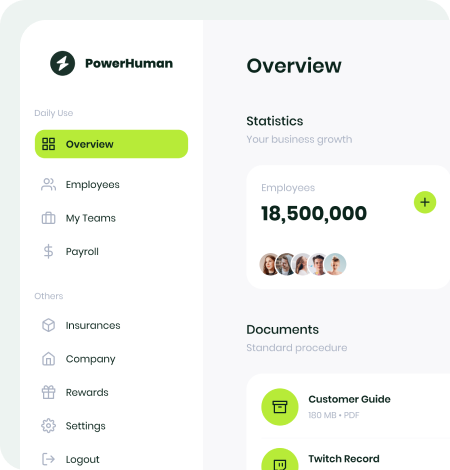 PowerHuman
Daily Use
Overview
Employees
My Teams
Payroll
Others
Insurances
Company
Rewards
Settings
Logout
Overview
Statistics
Your business growth
Employees
18,500,000
Documents
Standard procedure
Customer Guide
180 MB • PDF
Twitch Record